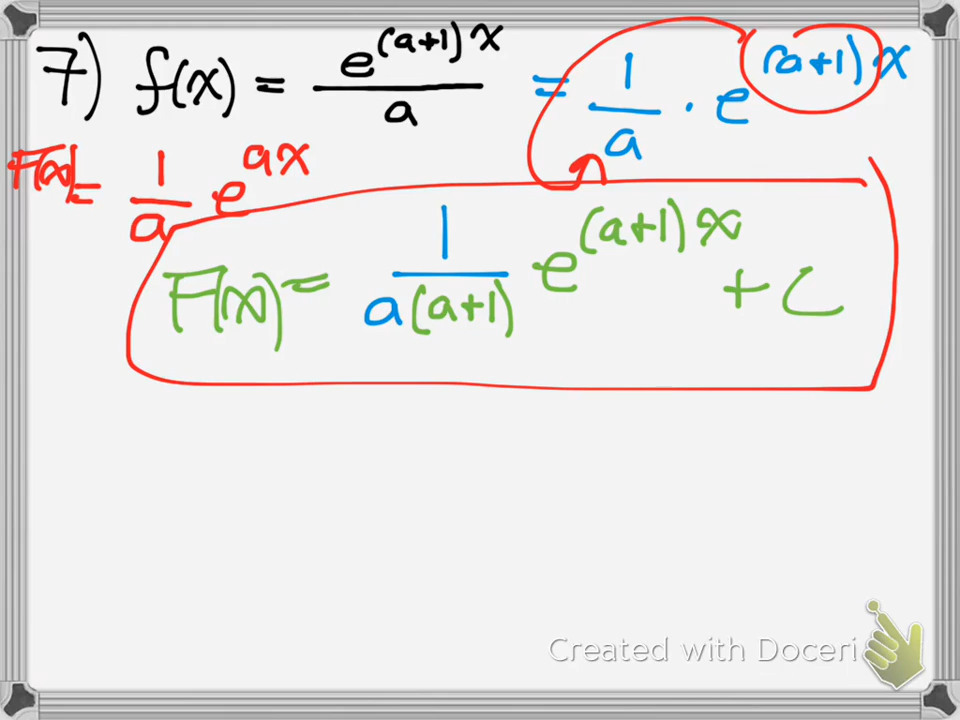 7) f(x) = e^{(a+1)x} / a = 1/a · e^{(a+1)x}
F(x) = 1/a e^{ax}
F(x) = 1/a(a+1) e^{(a+1)x} + C
Created with Doceri